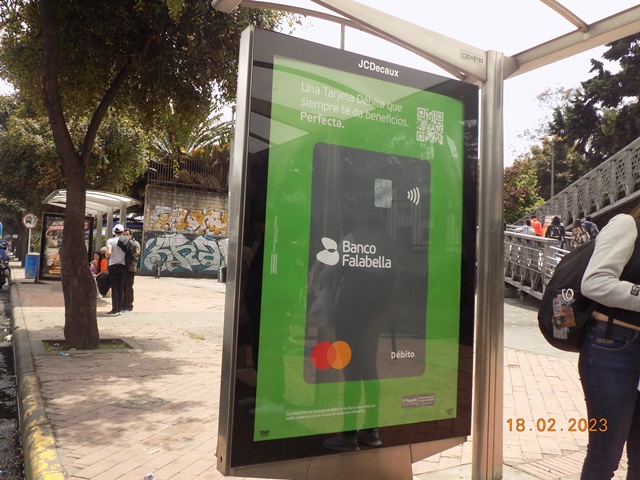 JCDecaux
Una Tarjeta Débito que
siempre te da beneficios.
Perfecta.
Banco
Falabella
Débito
18.02.2023